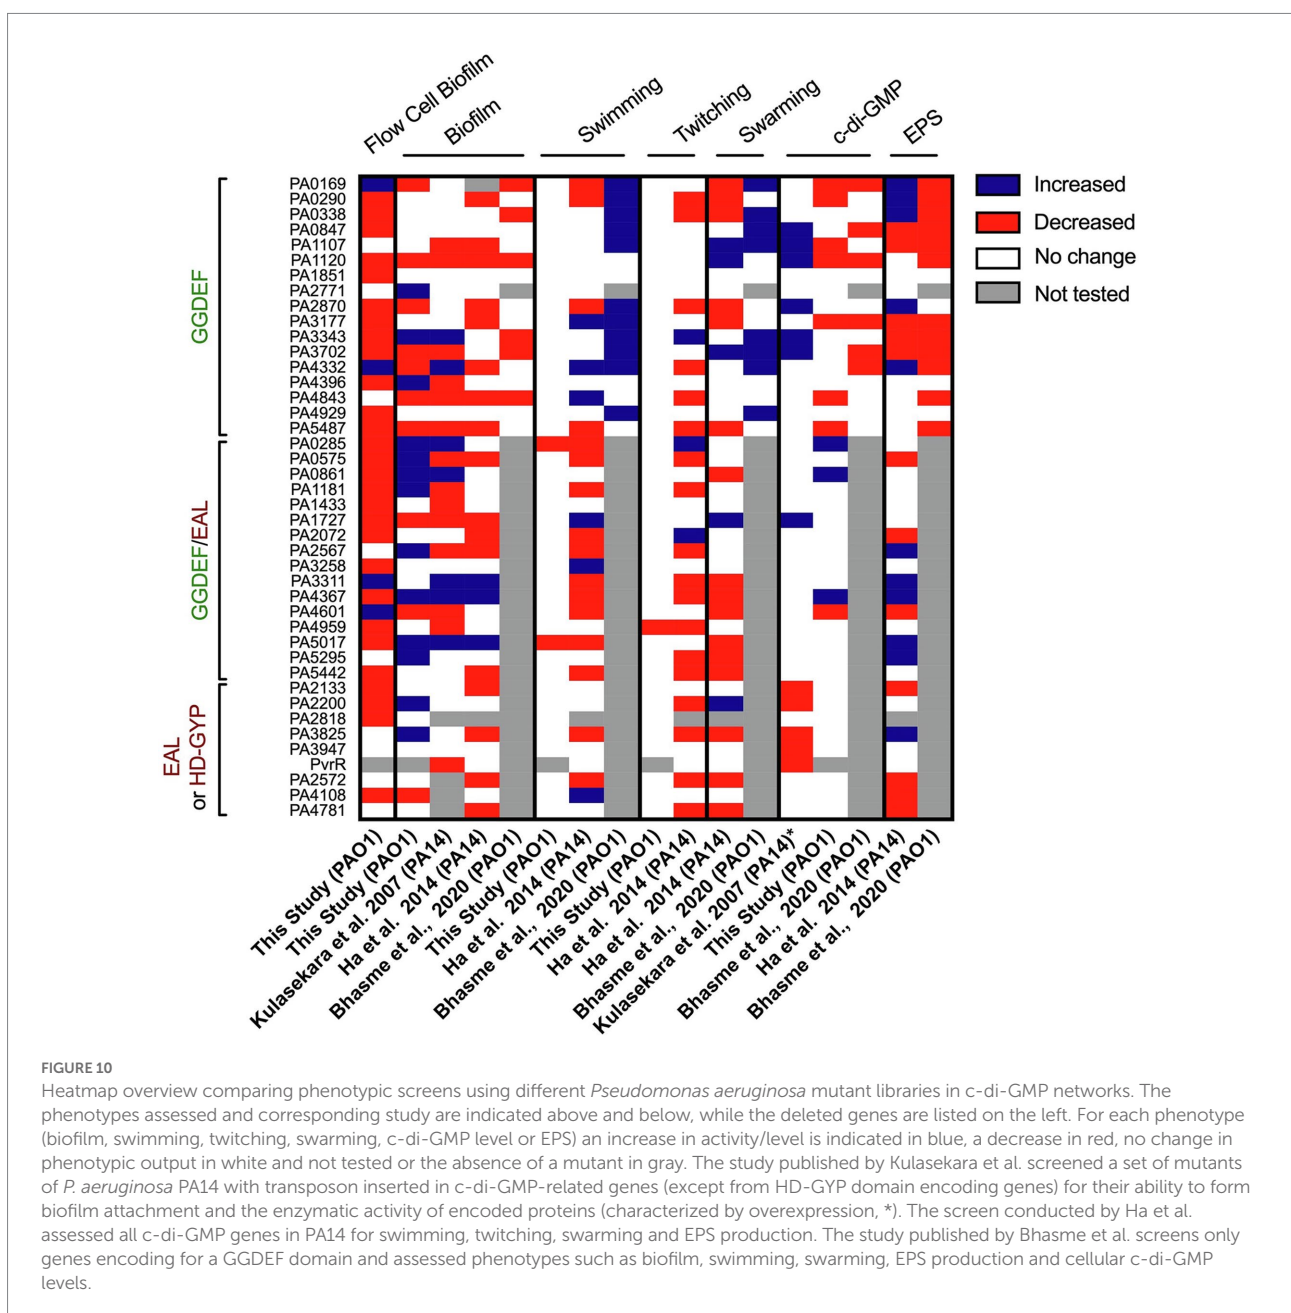 Flow Cell Biofilm
Biofilm
Swimming
Twitching
Swarming
c-di-GMP
EPS
Increased
Decreased
No change
Not tested
GGDEF
GGDEF/EAL
EAL
or HD-GYP
PA0169
PA0290
PA0338
PA0847
PA1107
PA1120
PA1851
PA2771
PA2870
PA3177
PA3343
PA3702
PA4332
PA4396
PA4843
PA4929
PA5487
PA0285
PA0575
PA0861
PA1181
PA1433
PA1727
PA2072
PA2567
PA3258
PA3311
PA4367
PA4601
PA4959
PA5017
PA5295
PA5442
PA2133
PA2200
PA2818
PA3825
PA3947
PvrR
PA2572
PA4108
PA4781
This Study (PAO1)
This Study (PAO1)
Kulasekara et al. 2007 (PA14)
Ha et al. 2014 (PA14)
Bhasme et al., 2020 (PAO1)
This Study (PAO1)
Ha et al. 2014 (PA14)
Bhasme et al., 2020 (PAO1)
This Study (PAO1)
Ha et al. 2014 (PA14)
Ha et al. 2014 (PA14)
Bhasme et al., 2020 (PAO1)
Kulasekara et al. 2007 (PA14)*
This Study (PAO1)
Bhasme et al., 2020 (PAO1)
Ha et al. 2014 (PA14)
Bhasme et al., 2020 (PAO1)
FIGURE 10
Heatmap overview comparing phenotypic screens using different Pseudomonas aeruginosa mutant libraries in c-di-GMP networks. The
phenotypes assessed and corresponding study are indicated above and below, while the deleted genes are listed on the left. For each phenotype
(biofilm, swimming, twitching, swarming, c-di-GMP level or EPS) an increase in activity/level is indicated in blue, a decrease in red, no change in
phenotypic output in white and not tested or the absence of a mutant in gray. The study published by Kulasekara et al. screened a set of mutants
of P. aeruginosa PA14 with transposon inserted in c-di-GMP-related genes (except from HD-GYP domain encoding genes) for their ability to form
biofilm attachment and the enzymatic activity of encoded proteins (characterized by overexpression, *). The screen conducted by Ha et al.
assessed all c-di-GMP genes in PA14 for swimming, twitching, swarming and EPS production. The study published by Bhasme et al. screens only
genes encoding for a GGDEF domain and assessed phenotypes such as biofilm, swimming, swarming, EPS production and cellular c-di-GMP
levels.